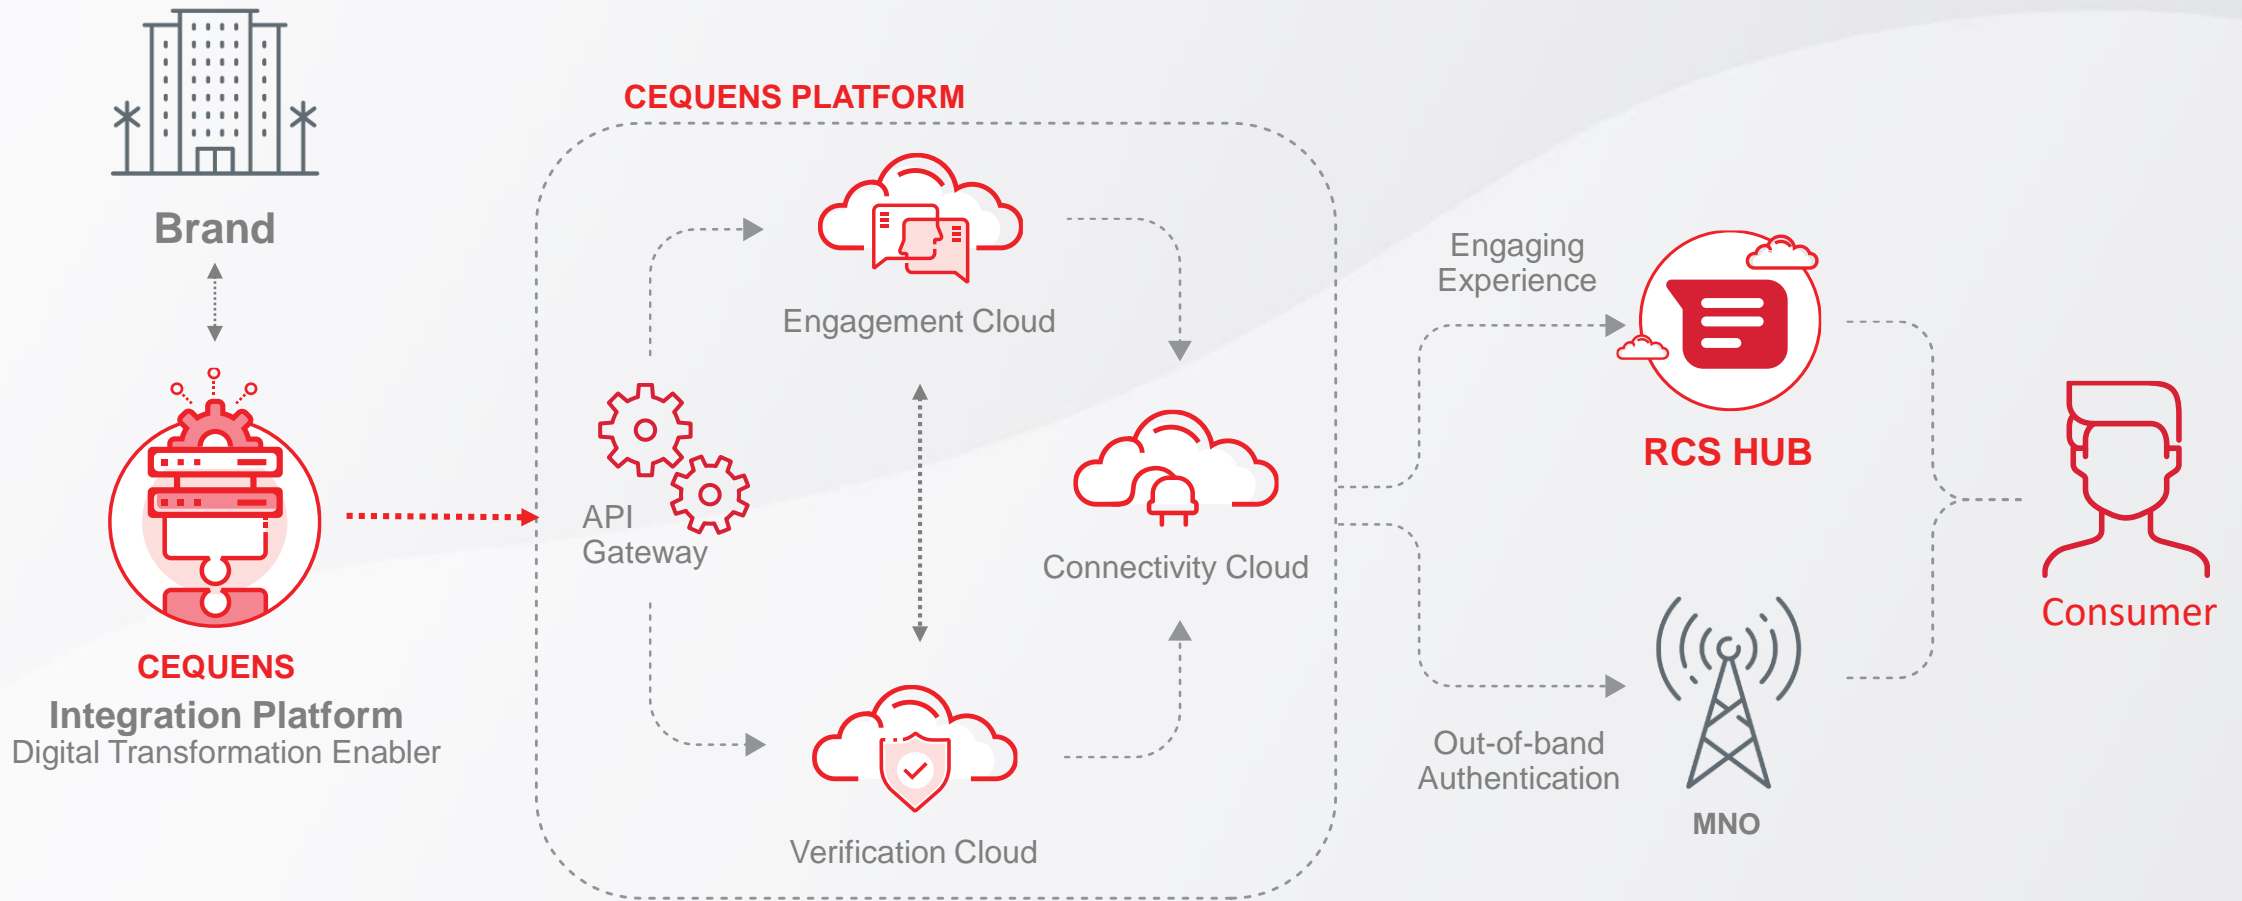 Brand
CEQUENS
Integration Platform
Digital Transformation Enabler
CEQUENS PLATFORM
API
Gateway
Engagement Cloud
Verification Cloud
Connectivity Cloud
Engaging
Experience
RCS HUB
Out-of-band
Authentication
MNO
Consumer